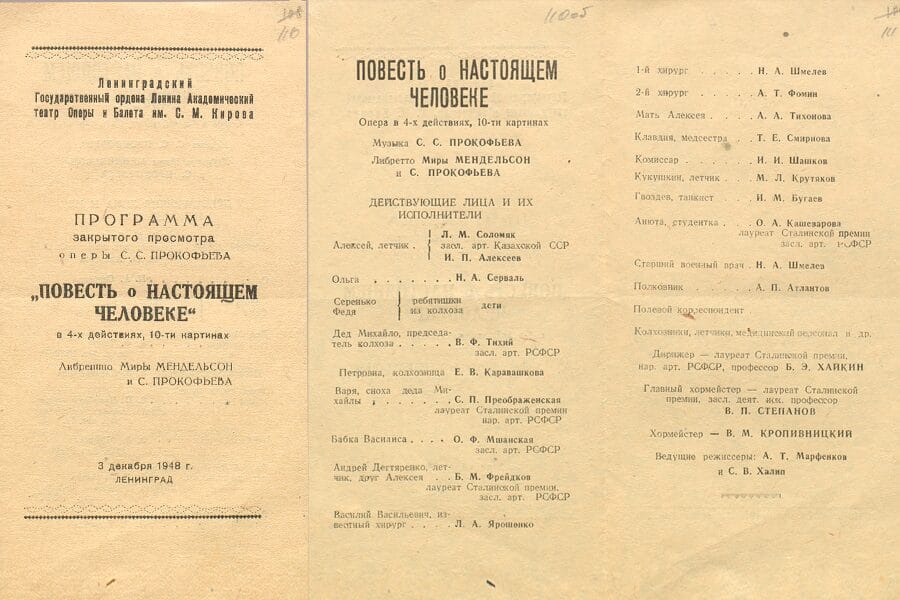 110
Ленинградский
Государственный ордена Ленина Академический
театр Оперы и Балета им. С. М. Кирова
ПРОГРАММА
закрытого просмотра
оперы С. С. ПРОКОФЬЕВА
„ПОВЕСТЬ о НАСТОЯЩЕМ
ЧЕЛОВЕКЕ“
в 4-х действиях, 10-ти картинах
Либретто Миры МЕНДЕЛЬСОН
и С. ПРОКОФЬЕВА
3 декабря 1948 г.
ЛЕНИНГРАД
110об
ПОВЕСТЬ о НАСТОЯЩЕМ
ЧЕЛОВЕКЕ
Опера в 4-х действиях, 10-ти картинах
Музыка С. С. ПРОКОФЬЕВА
Либретто Миры МЕНДЕЛЬСОН
и С. ПРОКОФЬЕВА
ДЕЙСТВУЮЩИЕ ЛИЦА И ИХ
ИСПОЛНИТЕЛИ
Л. М. Соломяк
Алексей, летчик . засл. арт. Казахской ССР
И. П. Алексеев
Ольга . . . . . . . . Н. А. Серваль
Серенько ребятишки дети
Федя из колхоза
Дед Михайло, председа-
тель колхоза . . . . . В. Ф. Тихий
засл. арт. РСФСР
Петровна, колхозница Е. В. Каравашкова
Варя, сноха деда Ми-
хайлы . . . . . . . С. П. Преображенская
лауреат Сталинской премии
нар. арт. РСФСР
Бабка Василиса . . . . О. Ф. Мшанская
засл. арт. РСФСР
Андрей Дегтяренко, лет-
чик, друг Алексея . . Б. М. Фрейдков
лауреат Сталинской премии,
засл. арт. РСФСР
Василий Васильевич, из-
вестный хирург . . . . Л. А. Ярошенко
111
1-й хирург . . . . . Н. А. Шмелев
2-й хирург . . . . . . А. Т. Фомин
Мать Алексея . . . . А. А. Тихонова
Клавдия, медсестра . . Т. Е. Смирнова
Комиссар . . . . . . И. И. Шашков
Кукушкин, летчик . . . М. Л. Крутяков
Гвоздев, танкист . . . И. М. Бугаев
Анюта, студентка . . О. А. Кашеварова
лауреат Сталинской премии
засл. арт. РСФСР
Старший военный врач . Н. А. Шмелев
Полковник . . . . . А. П. Атлантов
Полевой корреспондент
Колхозники, летчики, медицинский персонал и др.
Дирижер — лауреат Сталинской премии,
нар. арт. РСФСР, профессор Б. Э. ХАЙКИН
Главный хормейстер — лауреат Сталинской
премии, засл. деят. иск. профессор
В. П. СТЕПАНОВ
Хормейстер — В. М. КРОПИВНИЦКИЙ
Ведущие режиссеры: А. Т. Марфенков
и С. В. Халип